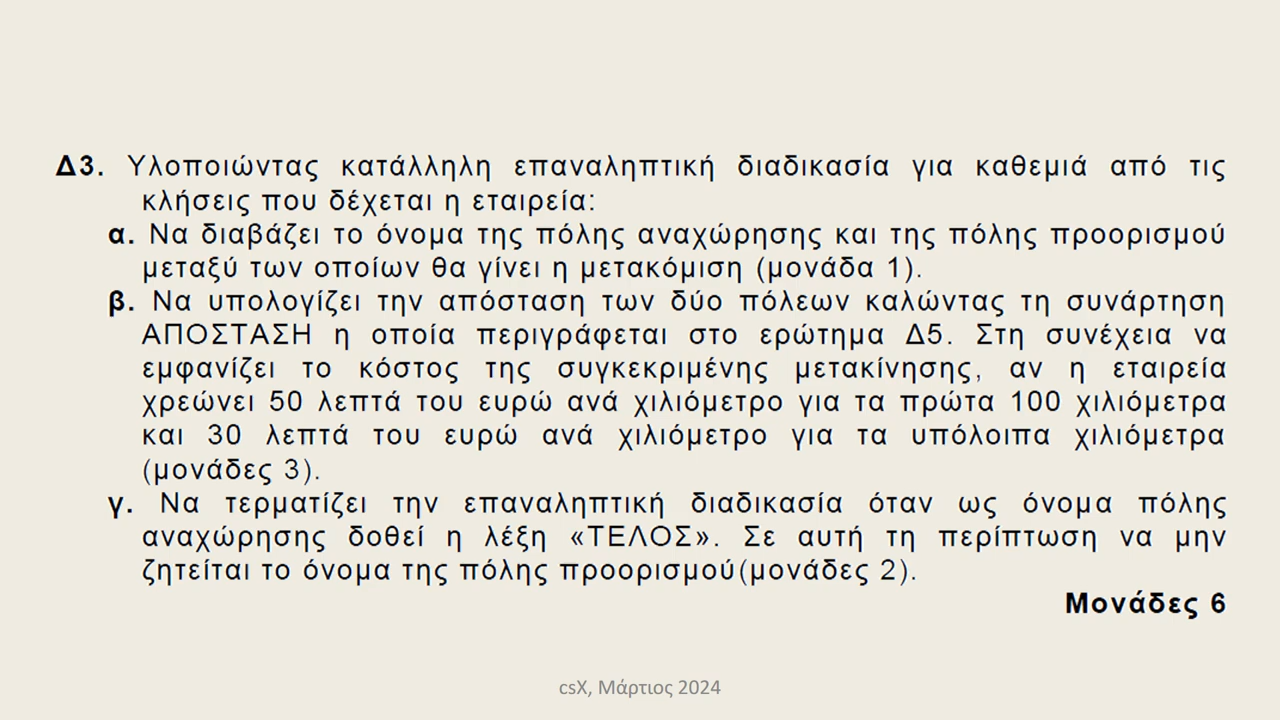 Δ3. Υλοποιώντας κατάλληλη επαναληπτική διαδικασία για καθεμιά από τις
κλήσεις που δέχεται η εταιρεία:
α. Να διαβάζει το όνομα της πόλης αναχώρησης και της πόλης προορισμού
μεταξύ των οποίων θα γίνει η μετακόμιση (μονάδα 1).
β. Να υπολογίζει την απόσταση των δύο πόλεων καλώντας τη συνάρτηση
ΑΠΟΣΤΑΣΗ η οποία περιγράφεται στο ερώτημα Δ5. Στη συνέχεια να
εμφανίζει το κόστος της συγκεκριμένης μετακίνησης, αν η εταιρεία
χρεώνει 50 λεπτά του ευρώ ανά χιλιόμετρο για τα πρώτα 100 χιλιόμετρα
και 30 λεπτά του ευρώ ανά χιλιόμετρο για τα υπόλοιπα χιλιόμετρα
(μονάδες 3).
γ. Να τερματίζει την επαναληπτική διαδικασία όταν ως όνομα πόλης
αναχώρησης δοθεί η λέξη «ΤΕΛΟΣ». Σε αυτή τη περίπτωση να μην
ζητείται το όνομα της πόλης προορισμού(μονάδες 2).
Μονάδες 6
csX, Μάρτιος 2024